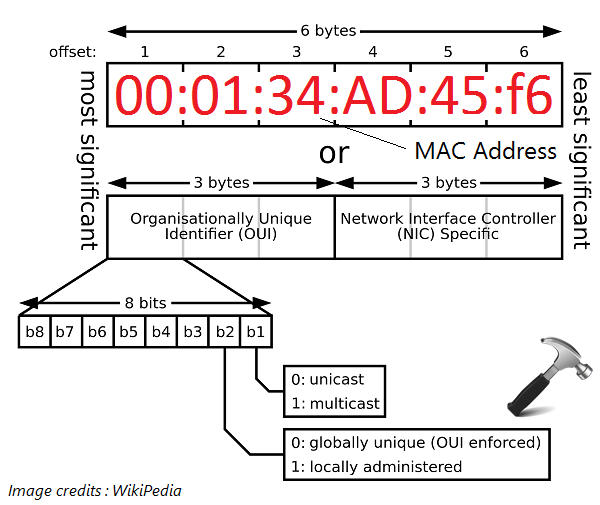 6 bytes
offset: 1 2 3 4 5 6
most significant
00:01:34:AD:45:f6
least significant
or
MAC Address
3 bytes
3 bytes
Organisationally Unique
Identifier (OUI)
Network Interface Controller
(NIC) Specific
8 bits
b8 b7 b6 b5 b4 b3 b2 b1
0: unicast
1: multicast
0: globally unique (OUI enforced)
1: locally administered
Image credits : WikiPedia